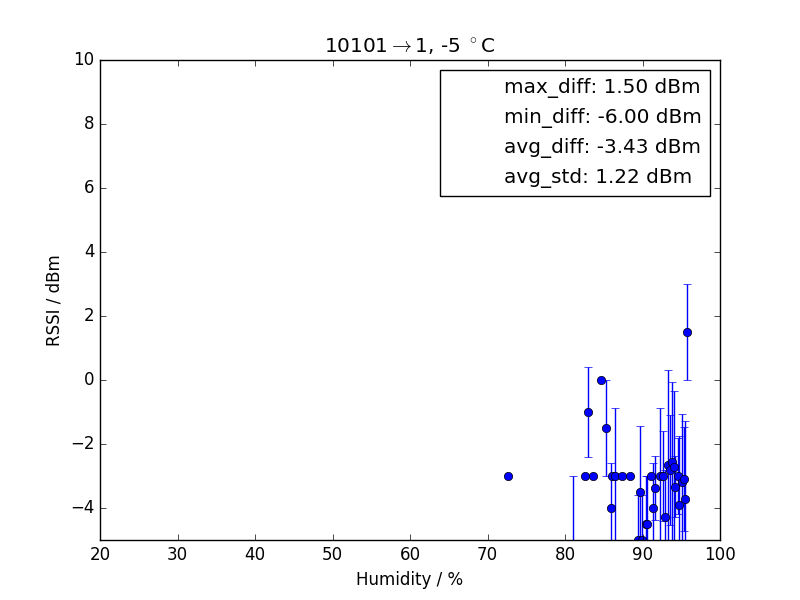 10101→1, -5 °C
max_diff: 1.50 dBm
min_diff: -6.00 dBm
avg_diff: -3.43 dBm
avg_std: 1.22 dBm
RSSI / dBm
10
8
6
4
2
0
−2
−4
20 30 40 50 60 70 80 90 100
Humidity / %